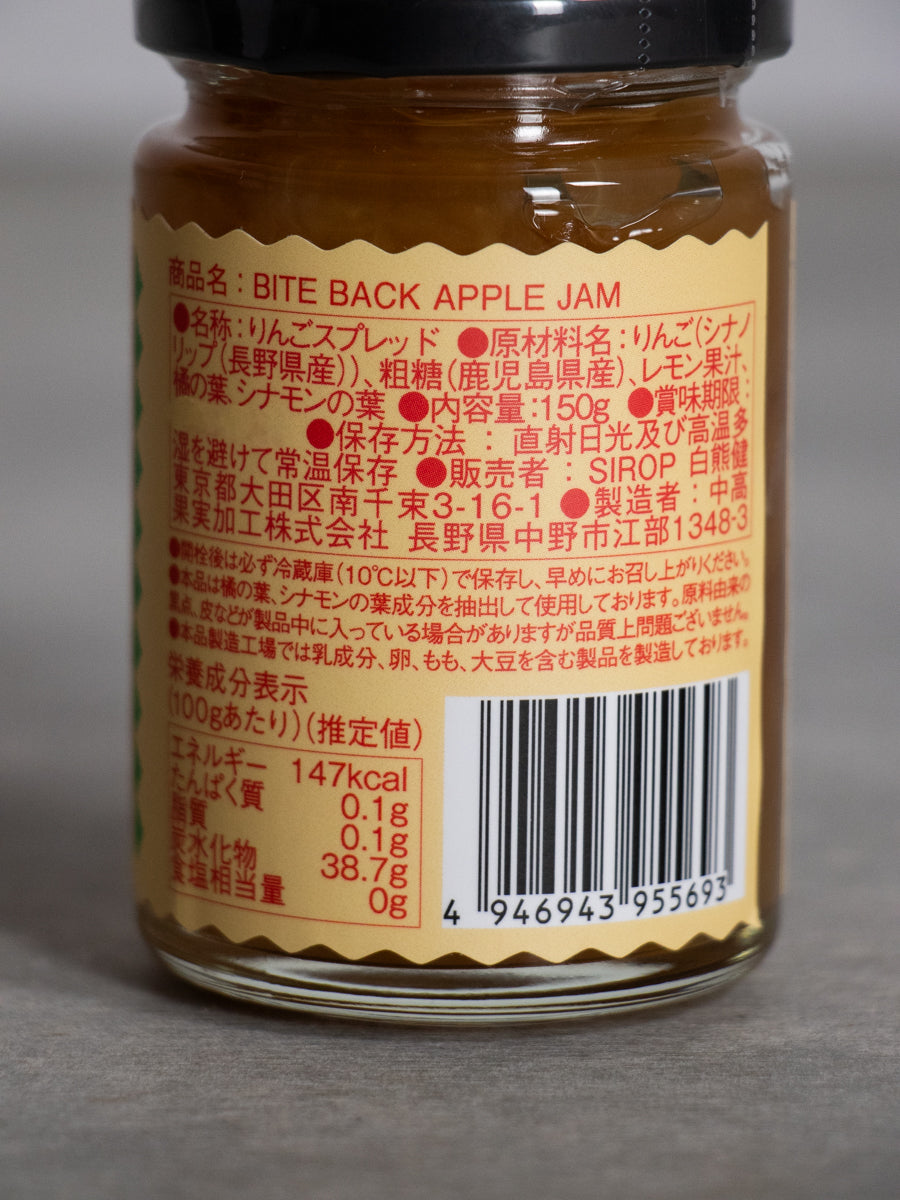 商品名：BITE BACK APPLE JAM
●名称：りんごスプレッド ●原材料名：りんご(シナノ
リップ(長野県産))、粗糖(鹿児島県産)、レモン果汁、
橘の葉、シナモンの葉 ●内容量:150g ●賞味期限：
●保存方法：直射日光及び高温多
湿を避けて常温保存 ●販売者：SIROP 白熊健
東京都大田区南千束3-16-1 ●製造者：中高
果実加工株式会社 長野県中野市江部1348-3
●開栓後は必ず冷蔵庫(10℃以下)で保存し、早めにお召し上がりください。
●本品は橘の葉、シナモンの葉成分を抽出して使用しております。原料由来の
黒点、皮などが製品中に入っている場合がありますが品質上問題ございません。
●本品製造工場では乳成分、卵、もも、大豆を含む製品を製造しております。
栄養成分表示
(100gあたり)(推定値)
エネルギー 147kcal
たんぱく質 0.1g
脂質 0.1g
炭水化物 38.7g
食塩相当量 0g
4 946943 955693